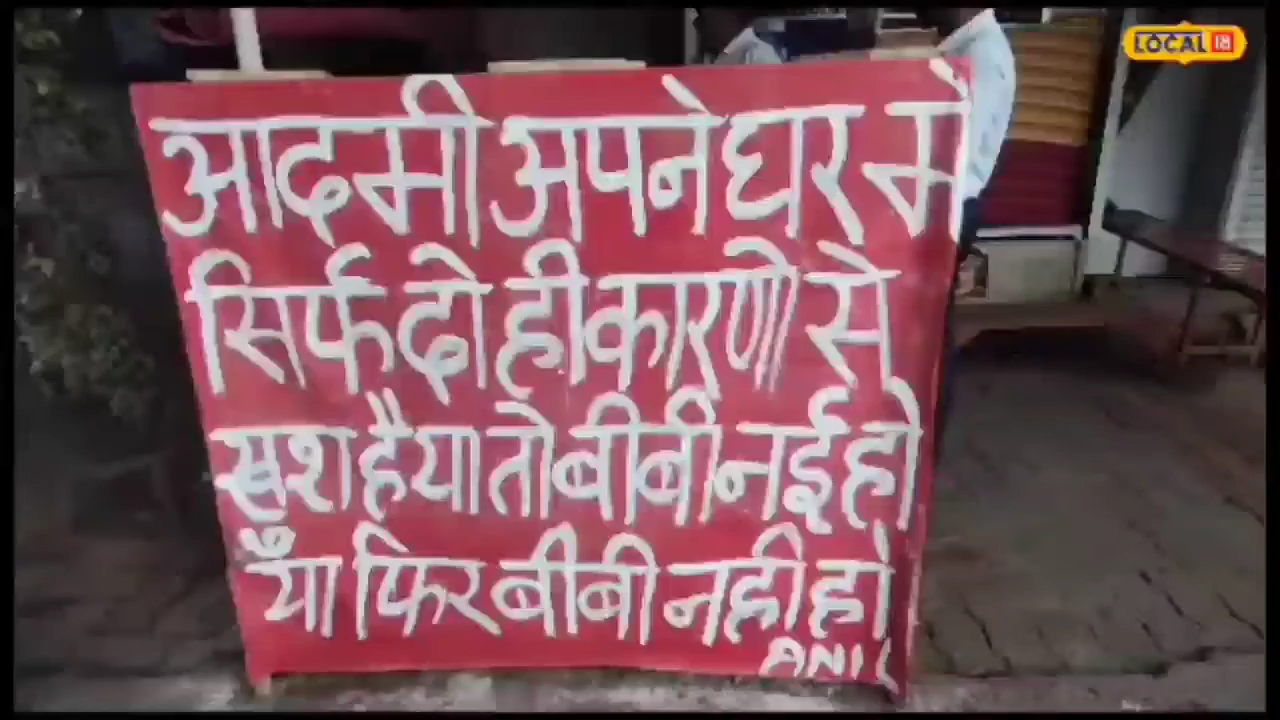 LOCAL 18
आदमी अपने घर में
सिर्फ दो ही कारणो से
खुश है या तो बीबी नई हो
या फिर बीबी नही हो
ANIL